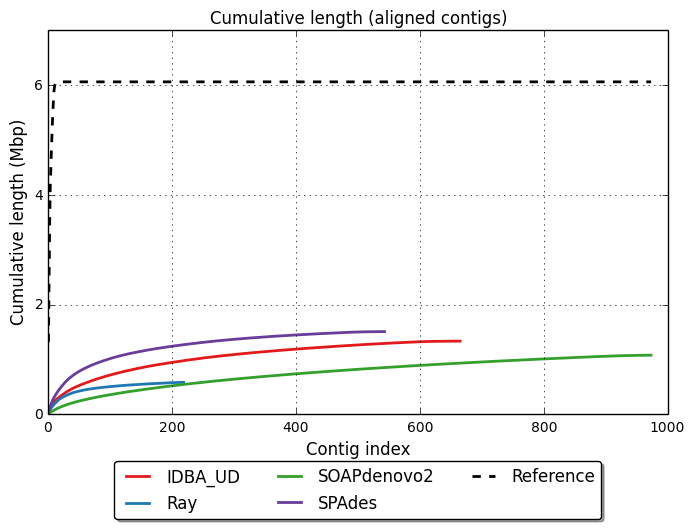 Cumulative length (aligned contigs)
Cumulative length (Mbp)
6
4
2
0
0 200 400 600 800 1000
Contig index
IDBA_UD SOAPdenovo2 Reference
Ray SPAdes